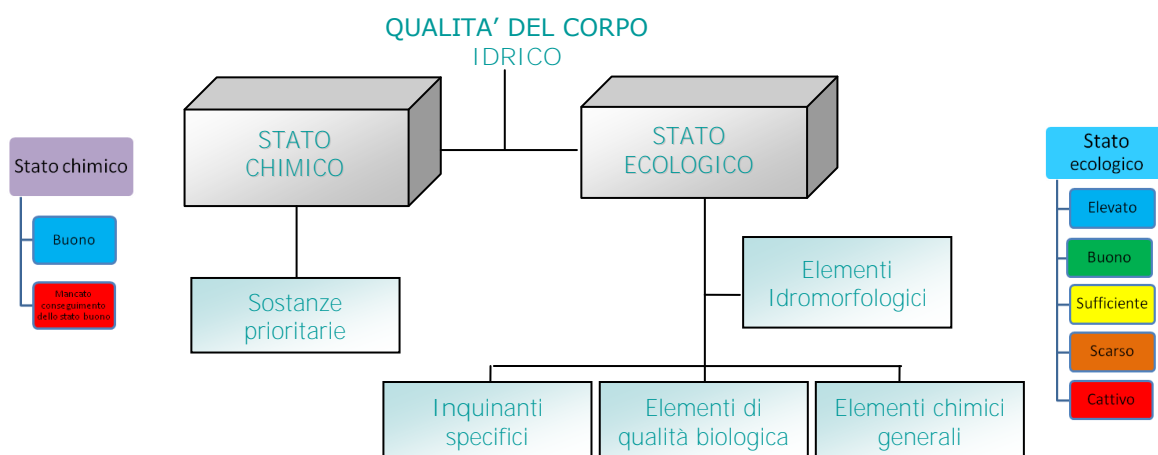 QUALITA’ DEL CORPO
IDRICO
STATO
CHIMICO
STATO
ECOLOGICO
Stato chimico
Buono
Mancato
conseguimento
dello stato buono
Stato
ecologico
Elevato
Buono
Sufficiente
Scarso
Cattivo
Sostanze
prioritarie
Elementi
Idromorfologici
Inquinanti
specifici
Elementi di
qualità biologica
Elementi chimici
generali